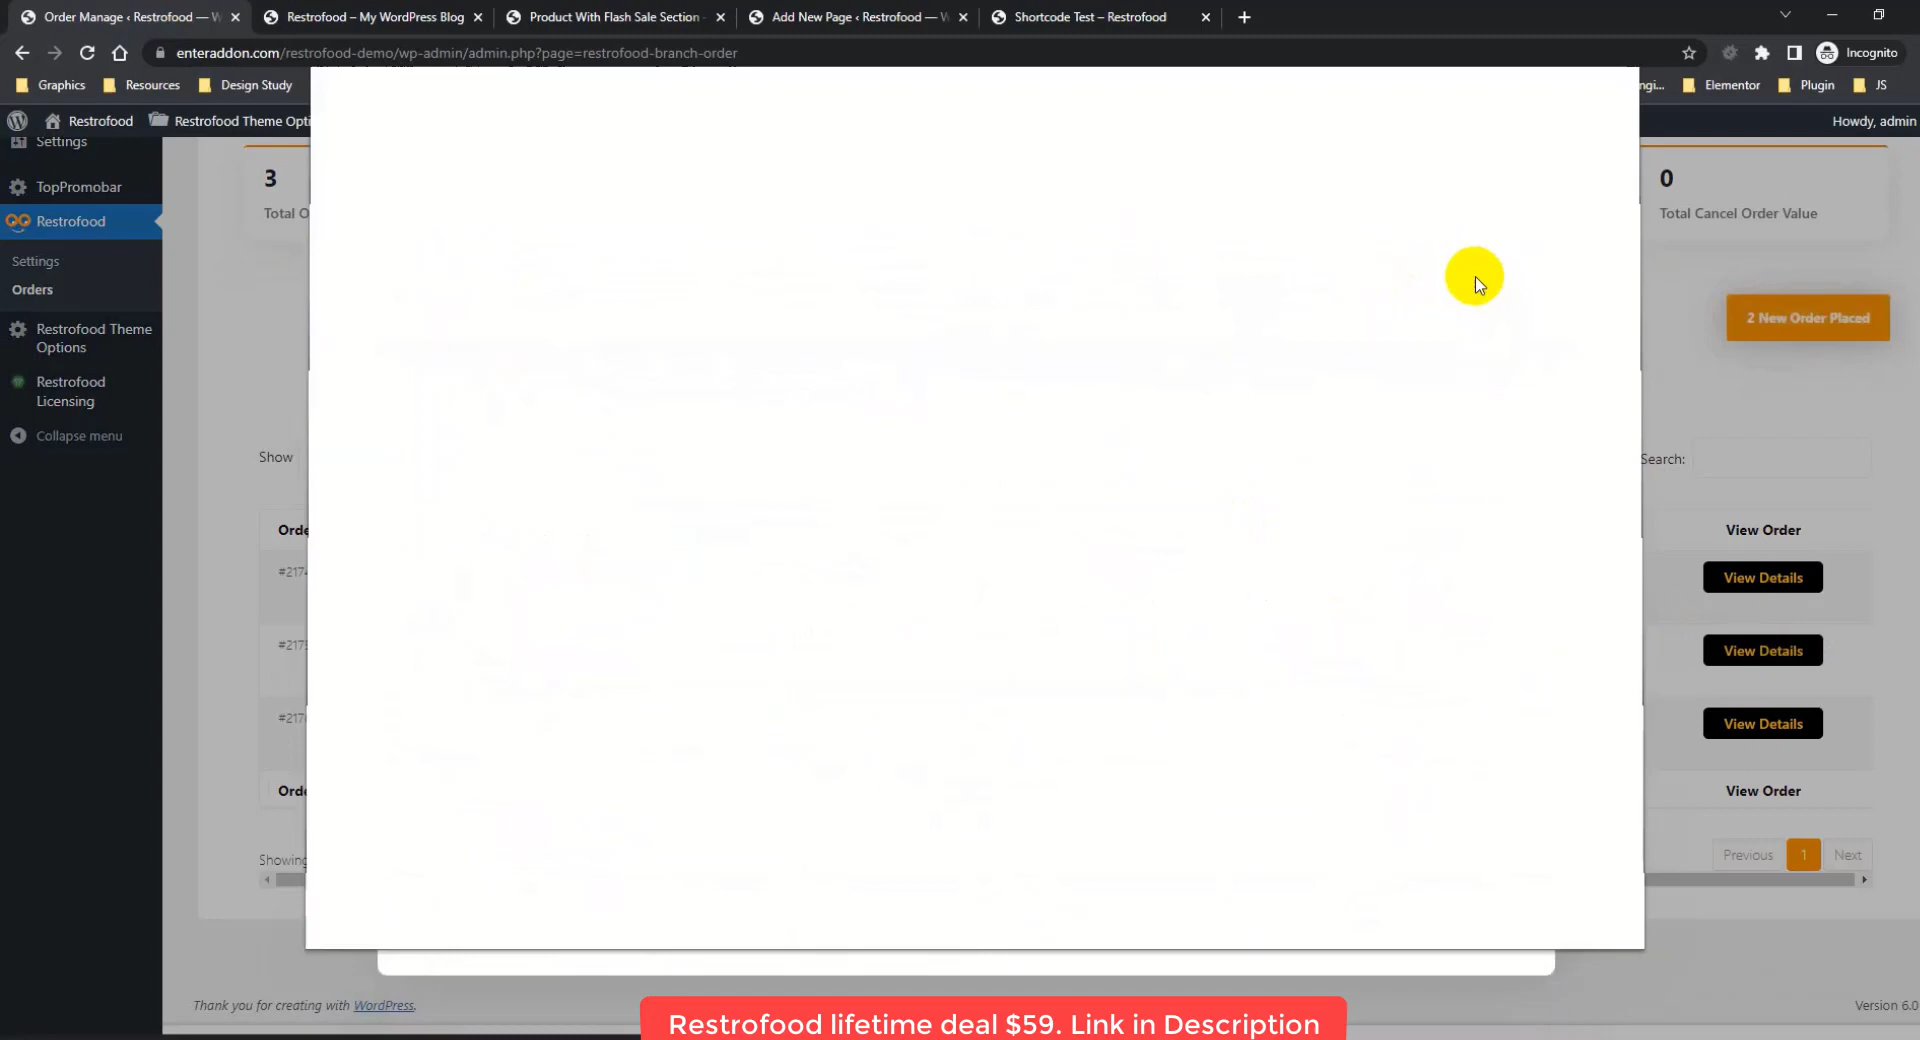 Order Manage ‹ Restrofood — W
Restrofood – My WordPress Blog
Product With Flash Sale Section -
Add New Page ‹ Restrofood — W
Shortcode Test – Restrofood
enteraddon.com/restrofood-demo/wp-admin/admin.php?page=restrofood-branch-order
Incognito
Graphics
Resources
Design Study
ngi...
Elementor
Plugin
JS
Restrofood
Restrofood Theme Opti
Howdy, admin
Settings
TopPromobar
Restrofood
Settings
Orders
Restrofood Theme
Options
Restrofood
Licensing
Collapse menu
3
Total O
0
Total Cancel Order Value
2 New Order Placed
Show
Search:
Orde
View Order
#2174
View Details
#2175
View Details
#217
View Details
Orde
View Order
Showing
Previous
1
Next
Thank you for creating with WordPress.
Version 6.0
Restrofood lifetime deal $59. Link in Description